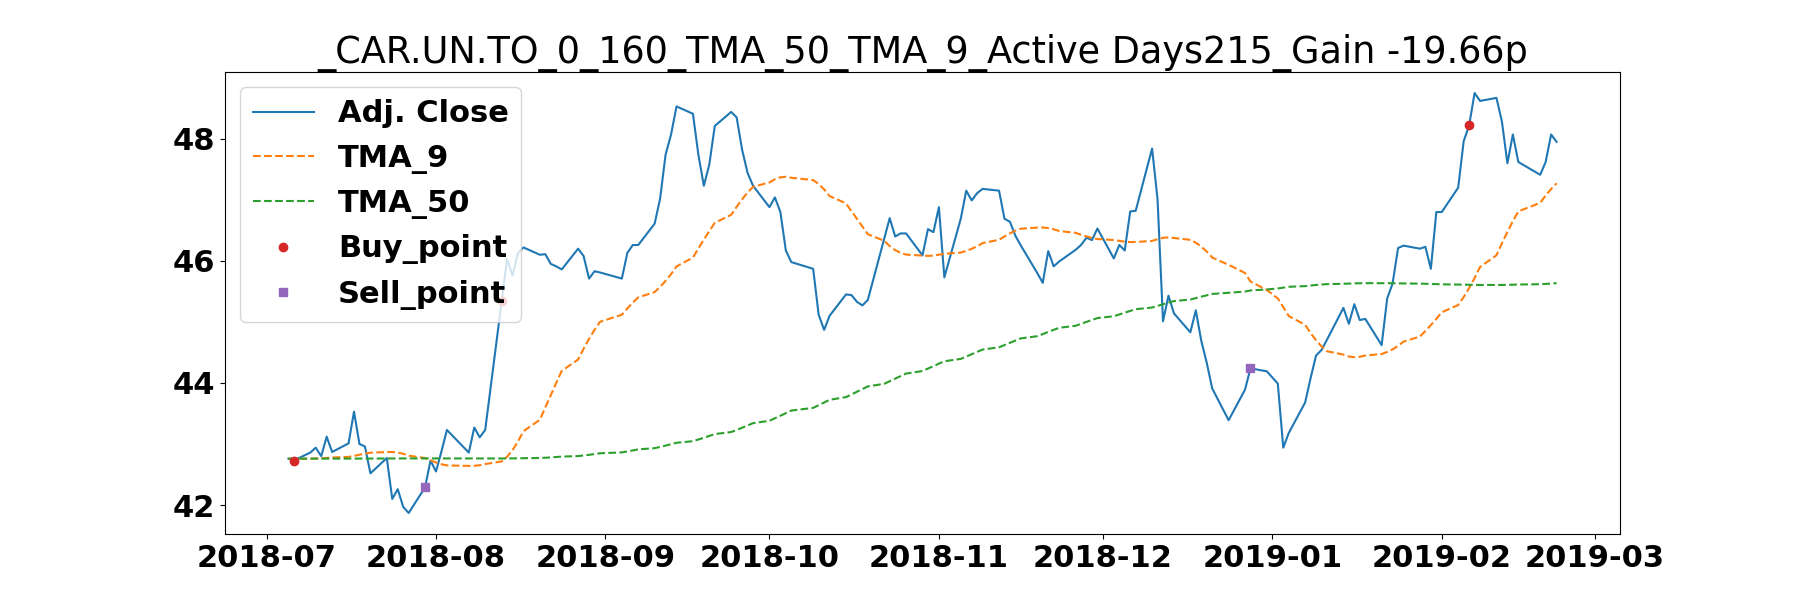 _CAR.UN.TO_0_160_TMA_50_TMA_9_Active Days215_Gain -19.66p
Adj. Close
TMA_9
TMA_50
Buy_point
Sell_point
48
46
44
42
2018-07 2018-08 2018-09 2018-10 2018-11 2018-12 2019-01 2019-02 2019-03